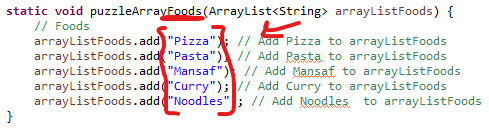 static void puzzleArrayFoods(ArrayList<String> arrayListFoods) {
// Foods
arrayListFoods.add("Pizza"); // Add Pizza to arrayListFoods
arrayListFoods.add("Pasta"); // Add Pasta to arrayListFoods
arrayListFoods.add("Mansaf"); // Add Mansaf to arrayListFoods
arrayListFoods.add("Curry"); // Add Curry to arrayListFoods
arrayListFoods.add("Noodles"; // Add Noodles  to arrayListFoods
}